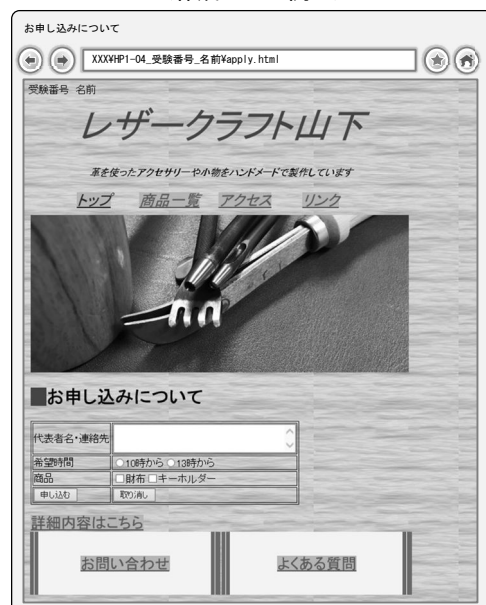 お申し込みについて
XXX¥HP1-04_受験番号_名前¥apply.html
受験番号 名前
レザークラフト山下
革を使ったアクセサリーや小物をハンドメードで製作しています
トップ 商品一覧 アクセス リンク
■お申し込みについて
代表者名・連絡先
希望時間 ○10時から ○13時から
商品 □財布 □キーホルダー
申し込む 取り消し
詳細内容はこちら
お問い合わせ よくある質問